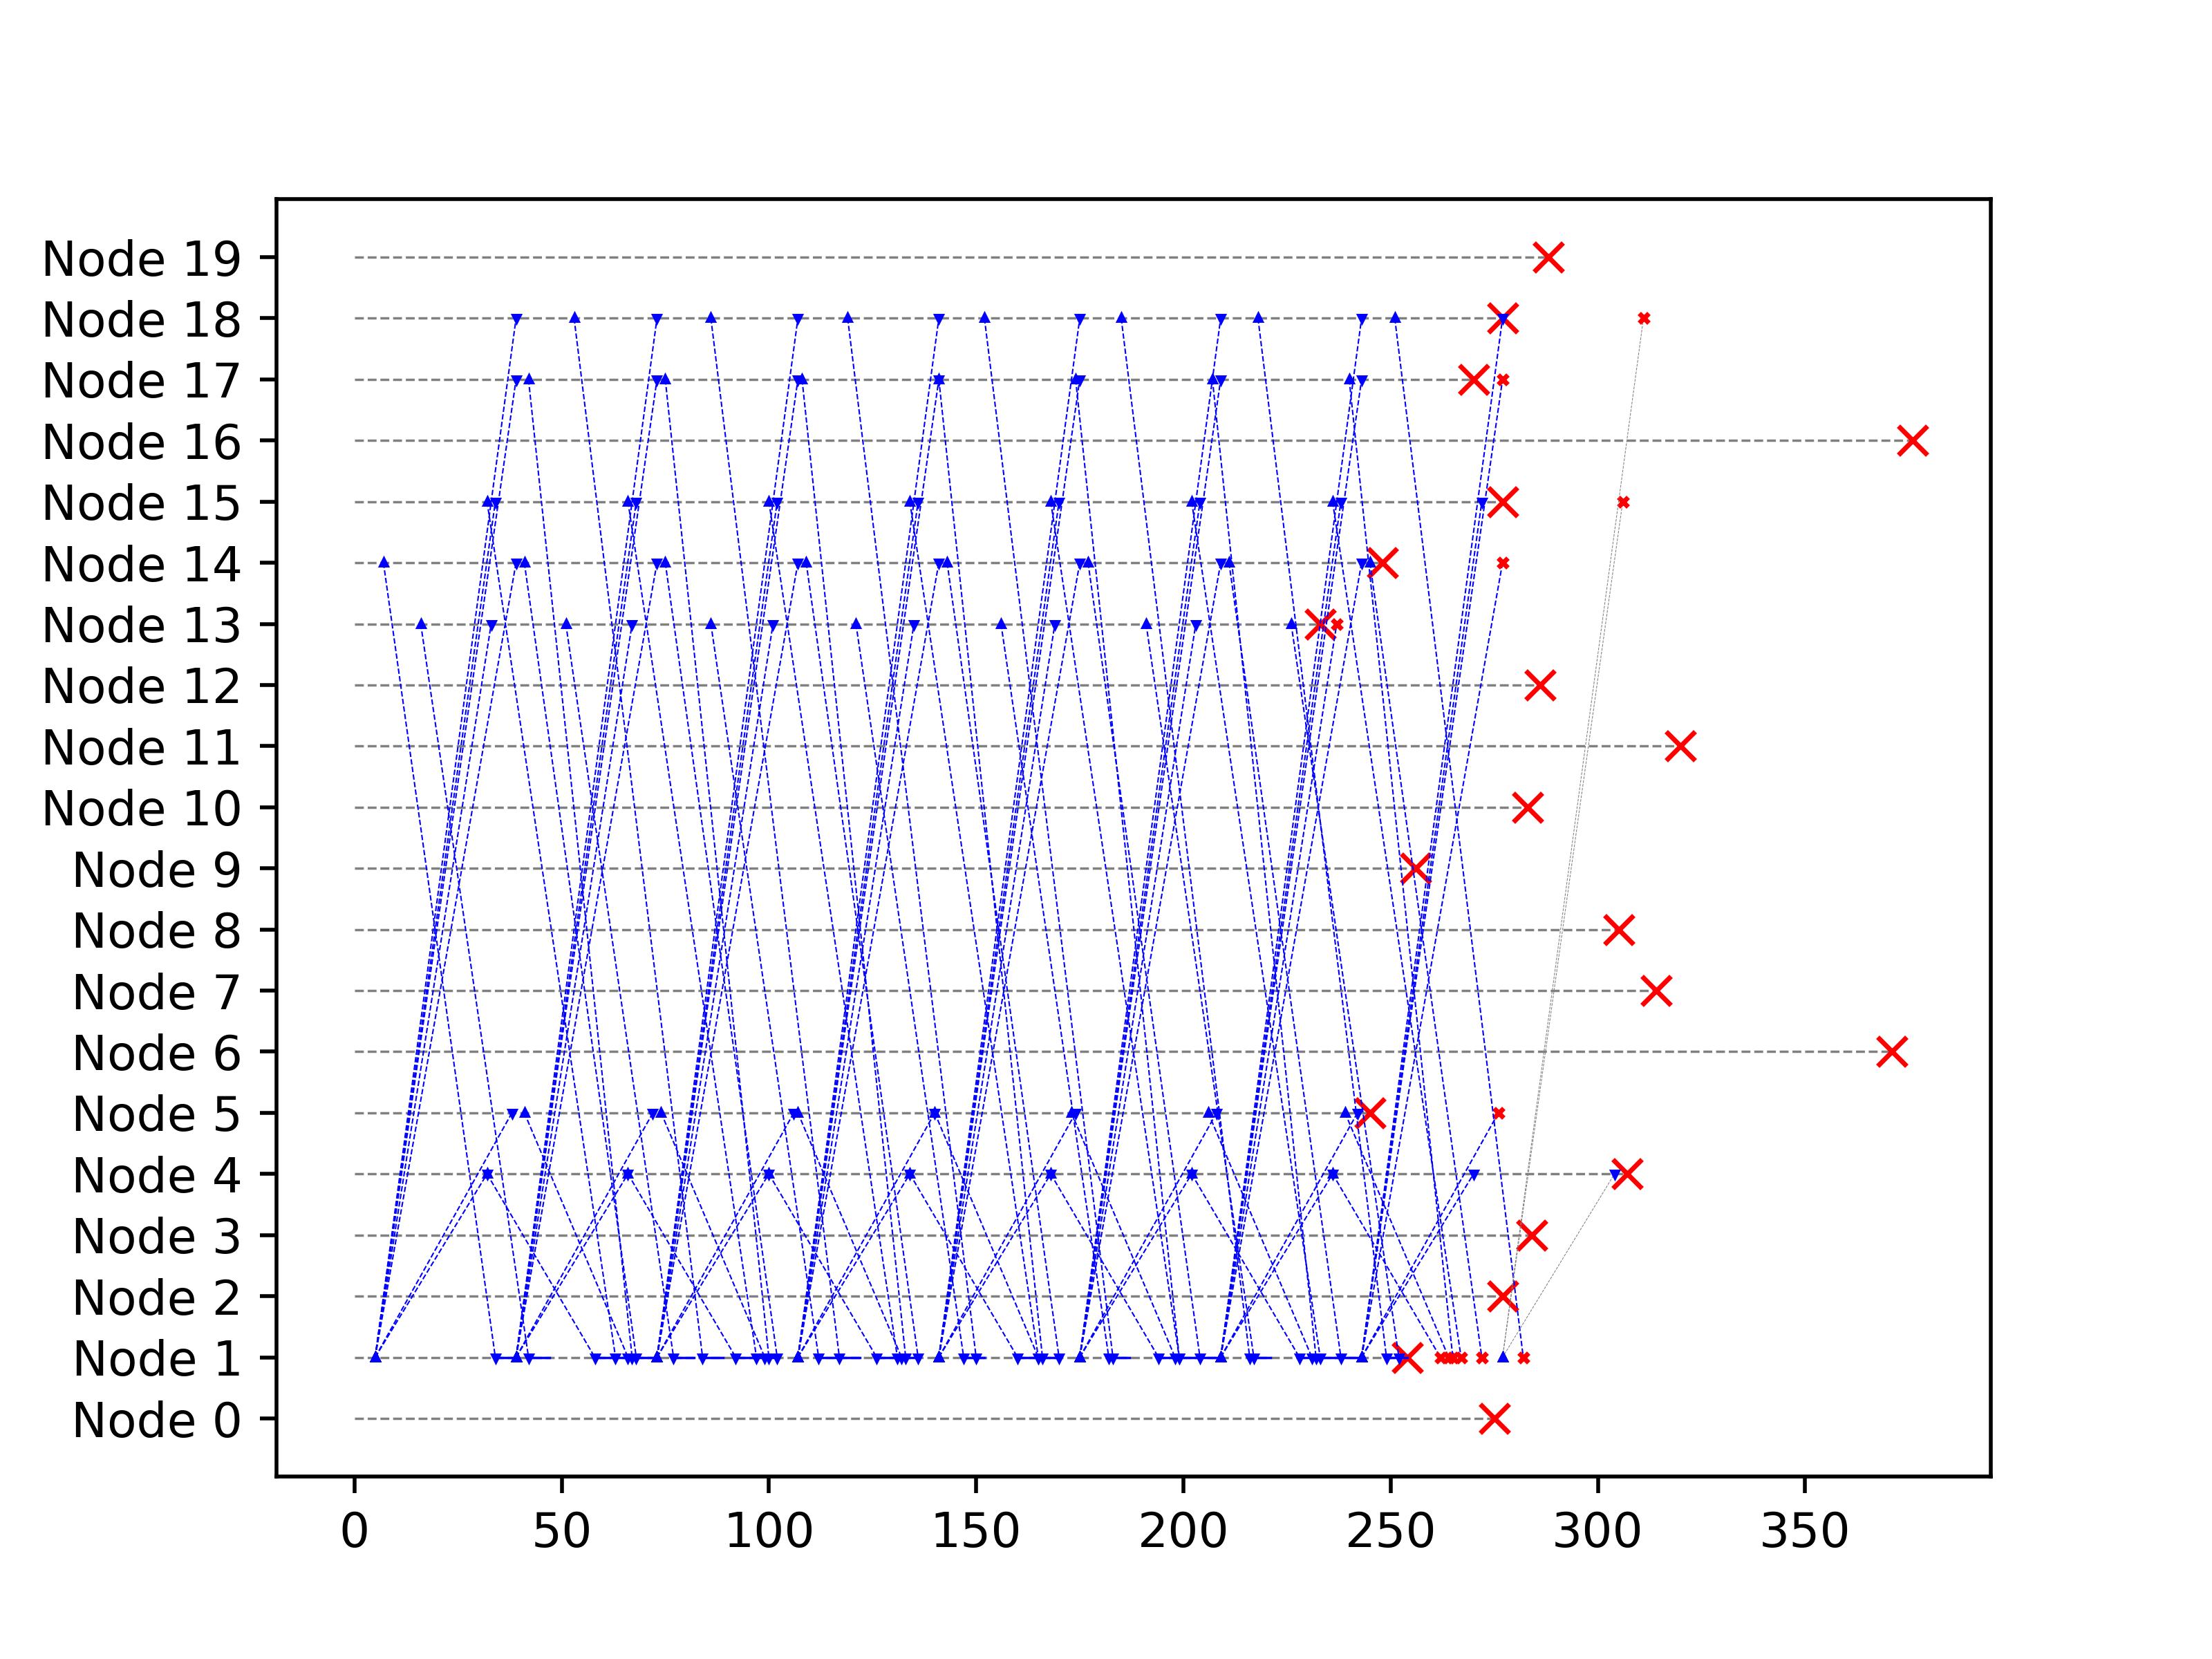 Node 19
Node 18
Node 17
Node 16
Node 15
Node 14
Node 13
Node 12
Node 11
Node 10
Node 9
Node 8
Node 7
Node 6
Node 5
Node 4
Node 3
Node 2
Node 1
Node 0
0 50 100 150 200 250 300 350